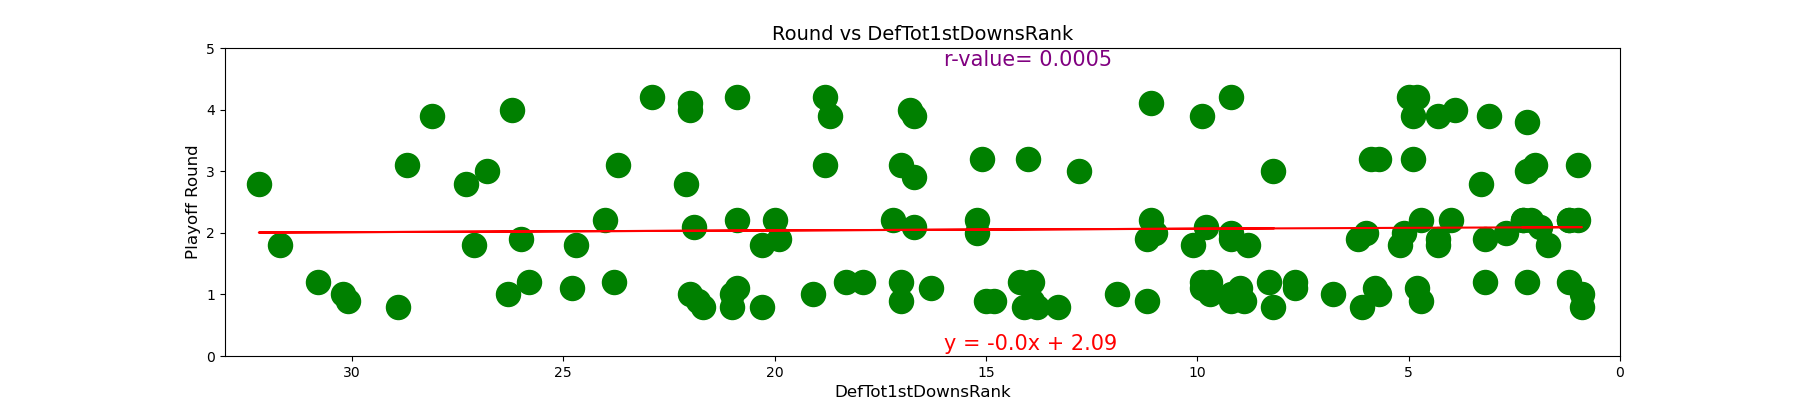 Round vs DefTot1stDownsRank
r-value= 0.0005
5
4
3
2
1
0
Playoff Round
y = -0.0x + 2.09
30 25 20 15 10 5 0
DefTot1stDownsRank